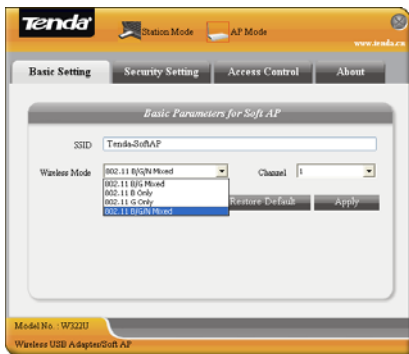 Tenda
Station Mode
AP Mode
www.tenda.cn
Basic Setting
Security Setting
Access Control
About
Basic Parameters for Soft AP
SSID
Tenda-SoftAP
Wireless Mode
802.11 B/G/N Mixed
Channel
1
802.11 B/G Mixed
802.11 B Only
802.11 G Only
802.11 B/G/N Mixed
Restore Default
Apply
Model No. : W322U
Wireless USB Adapter/Soft AP